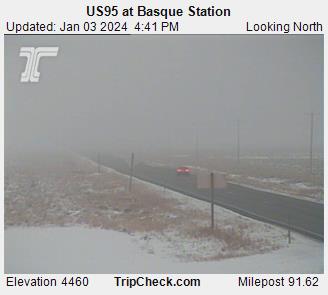 US95 at Basque Station
Updated: Jan 03 2024 4:41 PM Looking North
Elevation 4460 TripCheck.com Milepost 91.62